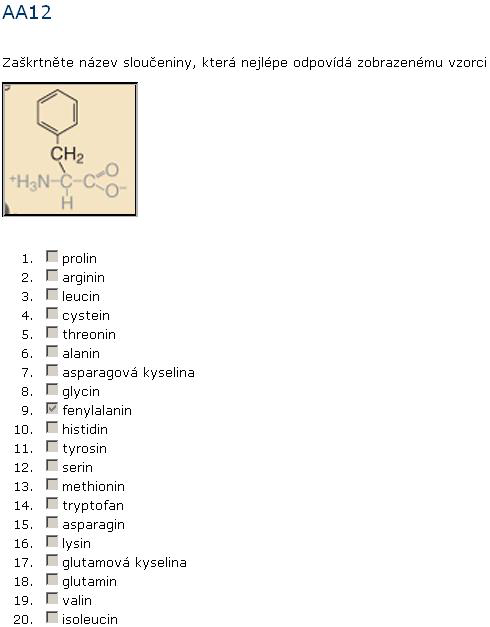 AA12
Zaškrtněte název sloučeniny, která nejlépe odpovídá zobrazenému vzorci
CH2
+H3N-C-C
O
O-
H
1. prolin
2. arginin
3. leucin
4. cystein
5. threonin
6. alanin
7. asparagová kyselina
8. glycin
9. fenylalanin
10. histidin
11. tyrosin
12. serin
13. methionin
14. tryptofan
15. asparagin
16. lysin
17. glutamová kyselina
18. glutamin
19. valin
20. isoleucin